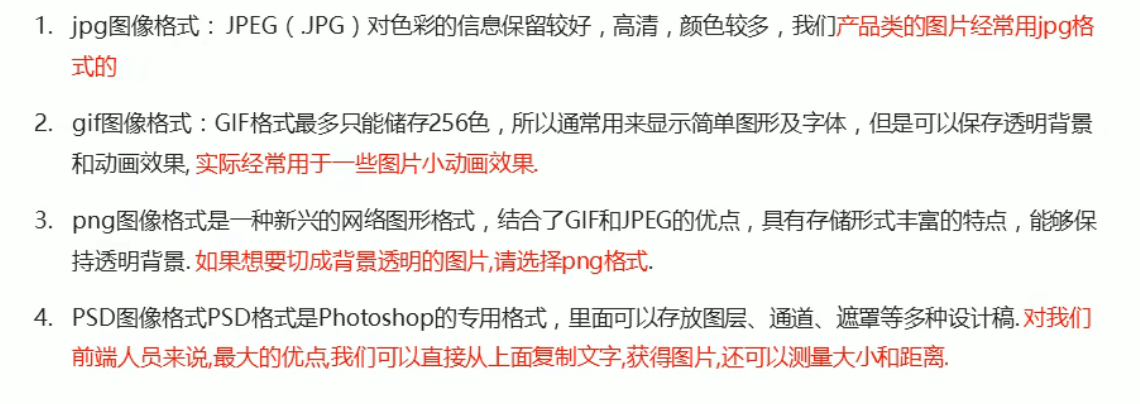 1. jpg图像格式：JPEG（.JPG）对色彩的信息保留较好，高清，颜色较多，我们产品类的图片经常用jpg格
式的
2. gif图像格式：GIF格式最多只能储存256色，所以通常用来显示简单图形及字体，但是可以保存透明背景
和动画效果, 实际经常用于一些图片小动画效果.
3. png图像格式是一种新兴的网络图形格式，结合了GIF和JPEG的优点，具有存储形式丰富的特点，能够保
持透明背景. 如果想要切成背景透明的图片,请选择png格式.
4. PSD图像格式PSD格式是Photoshop的专用格式，里面可以存放图层、通道、遮罩等多种设计稿. 对我们
前端人员来说,最大的优点,我们可以直接从上面复制文字,获得图片,还可以测量大小和距离.